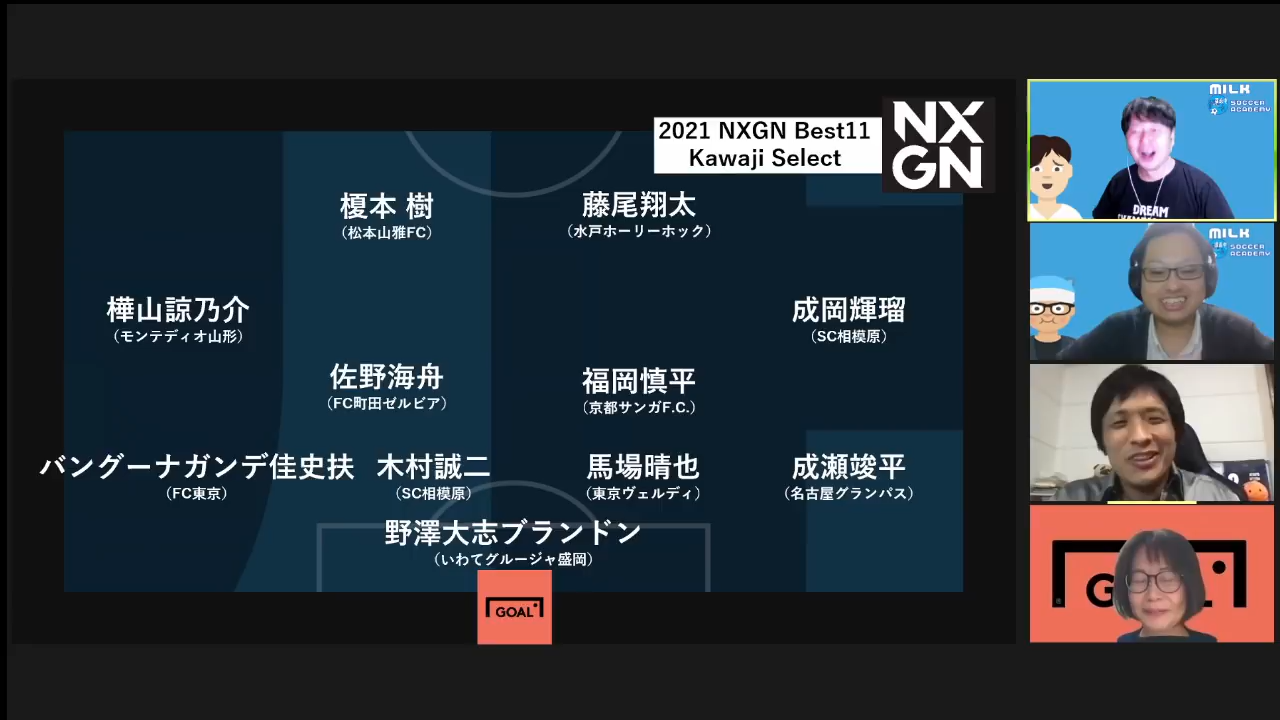 2021 NXGN Best11
Kawaji Select
NX
GN
榎本 樹
（松本山雅FC）
藤尾翔太
（水戸ホーリーホック）
樺山諒乃介
（モンテディオ山形）
成岡輝瑠
（SC相模原）
佐野海舟
（FC町田ゼルビア）
福岡慎平
（京都サンガF.C.）
バングーナガンデ佳史扶
（FC東京）
木村誠二
（SC相模原）
馬場晴也
（東京ヴェルディ）
成瀬竣平
（名古屋グランパス）
野澤大志ブランドン
（いわてグルージャ盛岡）
GOAL
MILK
SOCCER
ACADEMY
DREAM
MILK
SOCCER
ACADEMY